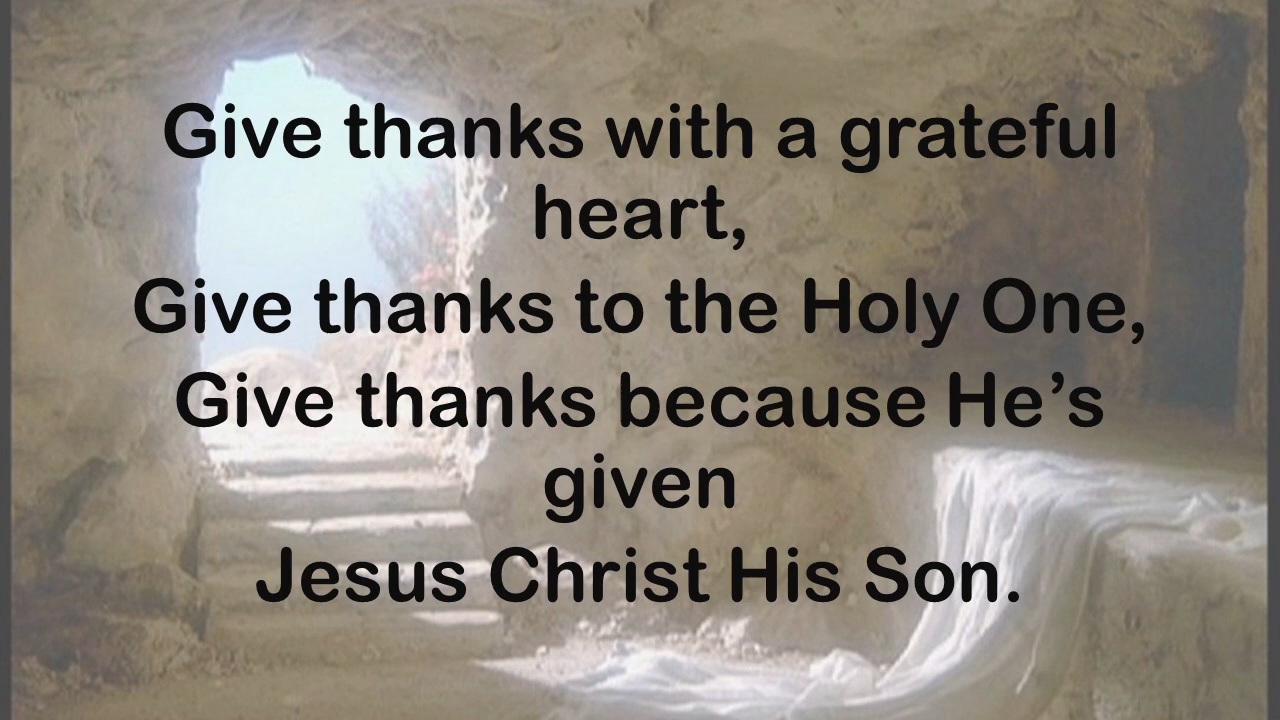 Give thanks with a grateful
heart,
Give thanks to the Holy One,
Give thanks because He’s
given
Jesus Christ His Son.